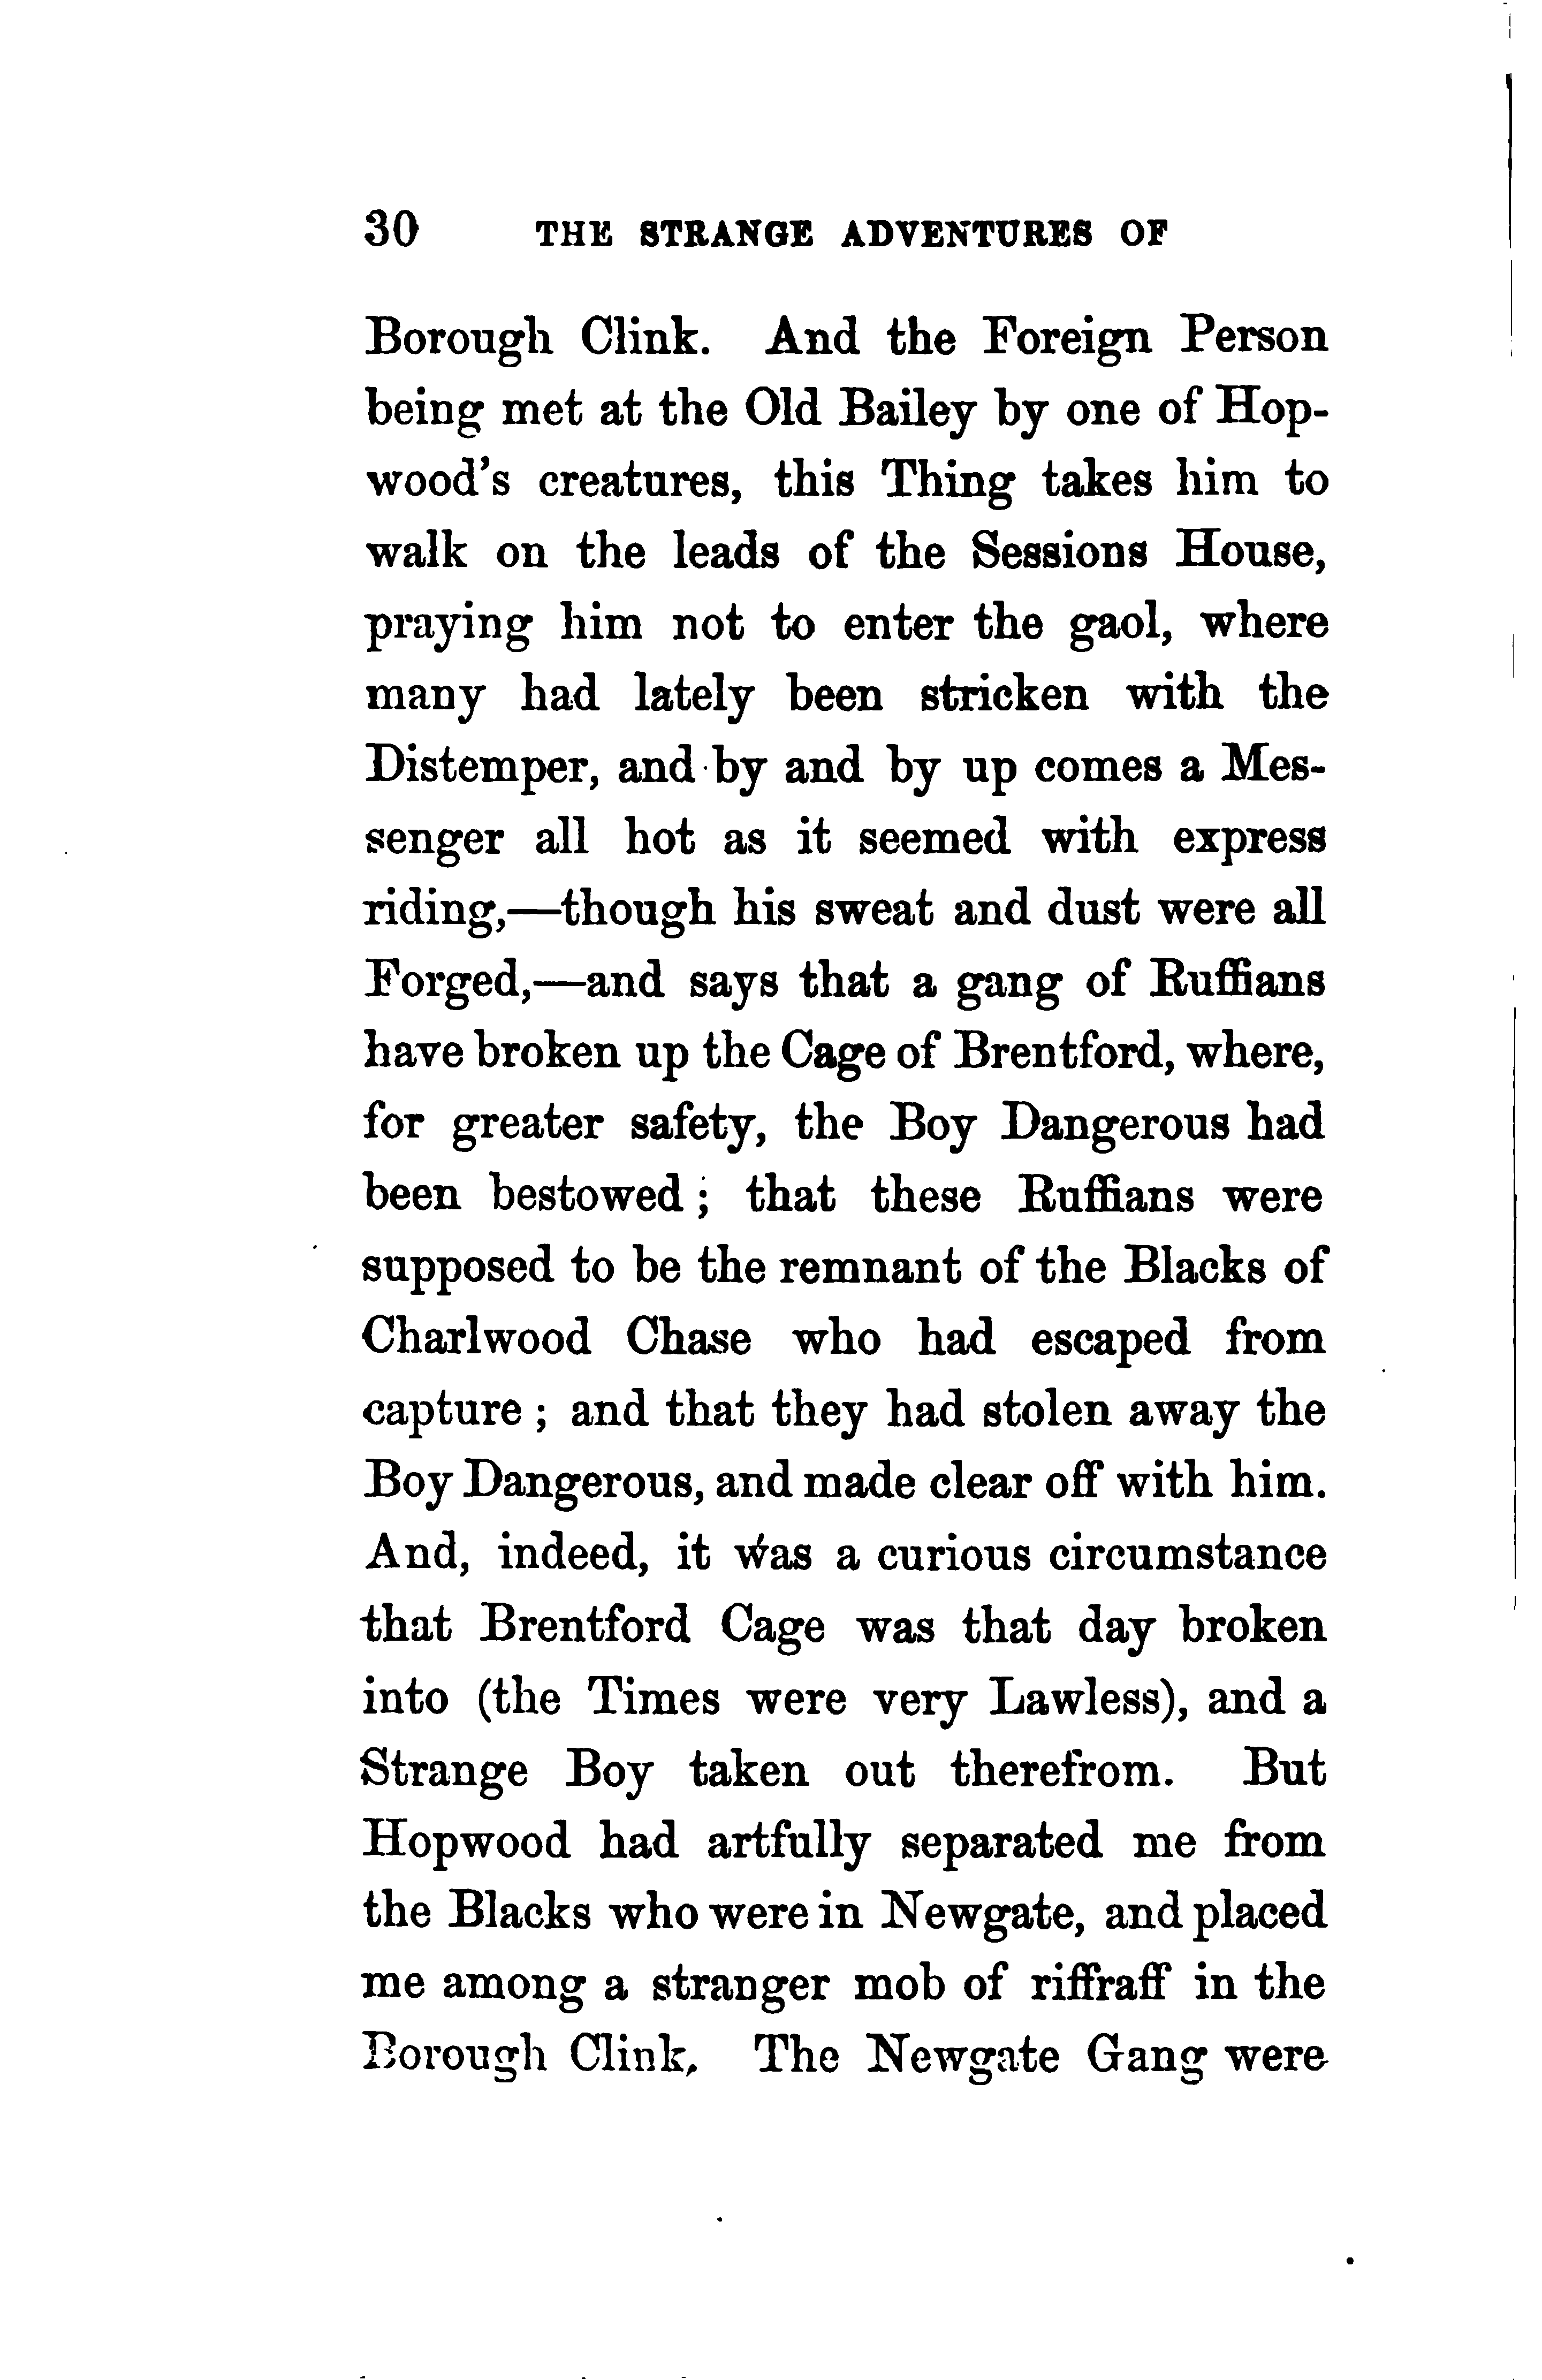 30 THE STRANGE ADVENTURES OF
Borough Clink. And the Foreign Person
being met at the Old Bailey by one of Hop-
wood's creatures, this Thing takes him to
walk on the leads of the Sessions House,
praying him not to enter the gaol, where
many had lately been stricken with the
Distemper, and by and by up comes a Mes-
senger all hot as it seemed with express
riding,—though his sweat and dust were all
Forged,—and says that a gang of Ruffians
have broken up the Cage of Brentford, where,
for greater safety, the Boy Dangerous had
been bestowed; that these Ruffians were
supposed to be the remnant of the Blacks of
Charlwood Chase who had escaped from
capture; and that they had stolen away the
Boy Dangerous, and made clear off with him.
And, indeed, it was a curious circumstance
that Brentford Cage was that day broken
into (the Times were very Lawless), and a
Strange Boy taken out therefrom. But
Hopwood had artfully separated me from
the Blacks who were in Newgate, and placed
me among a stranger mob of riffraff in the
Borough Clink. The Newgate Gang were